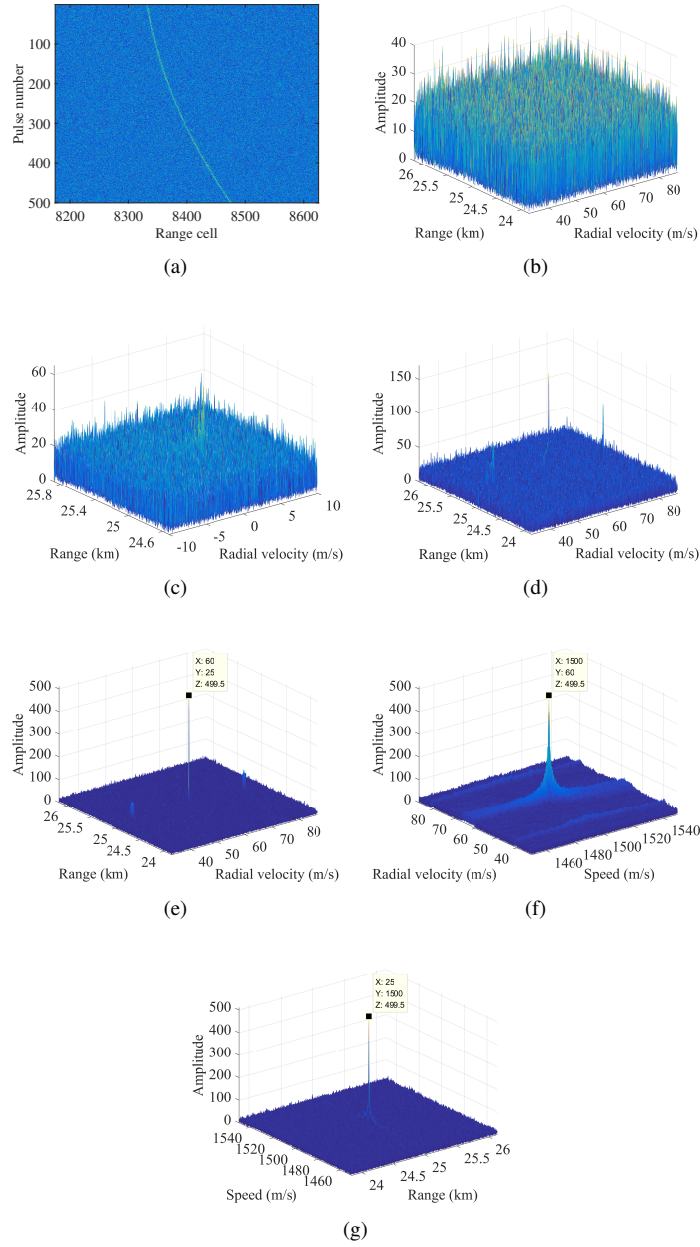 100
200
300
400
500
Pulse number
8200 8300 8400 8500 8600
Range cell
(a)
40
30
20
10
0
Amplitude
26
25.5
25
24.5
24
Range (km)
40 50 60 70 80
Radial velocity (m/s)
(b)
60
40
20
0
Amplitude
25.8
25.4
25
24.6
Range (km)
-10 -5 0 5 10
Radial velocity (m/s)
(c)
150
100
50
0
Amplitude
26
25.5
25
24.5
24
Range (km)
40 50 60 70 80
Radial velocity (m/s)
(d)
X: 60
Y: 25
Z: 499.5
500
400
300
200
100
0
Amplitude
26
25.5
25
24.5
24
Range (km)
40 50 60 70 80
Radial velocity (m/s)
(e)
X: 1500
Y: 60
Z: 499.5
500
400
300
200
100
0
Amplitude
80
70
60
50
40
Radial velocity (m/s)
1460 1480 1500 1520 1540
Speed (m/s)
(f)
X: 25
Y: 1500
Z: 499.5
500
400
300
200
100
0
Amplitude
1540
1520
1500
1480
1460
Speed (m/s)
24 24.5 25 25.5 26
Range (km)
(g)